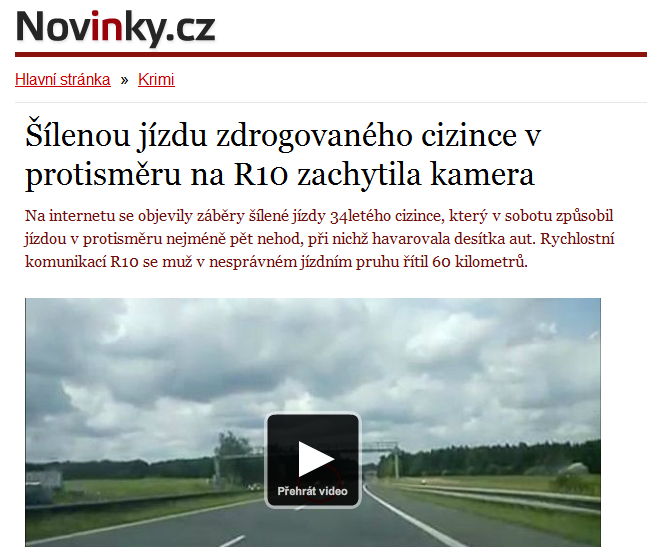 Novinky.cz
Hlavní stránka » Krimi
Šílenou jízdu zdrogovaného cizince v
protisměru na R10 zachytila kamera
Na internetu se objevily záběry šílené jízdy 34letého cizince, který v sobotu způsobil
jízdou v protisměru nejméně pět nehod, při nichž havarovala desítka aut. Rychlostní
komunikací R10 se muž v nesprávném jízdním pruhu řítil 60 kilometrů.
Přehrát video